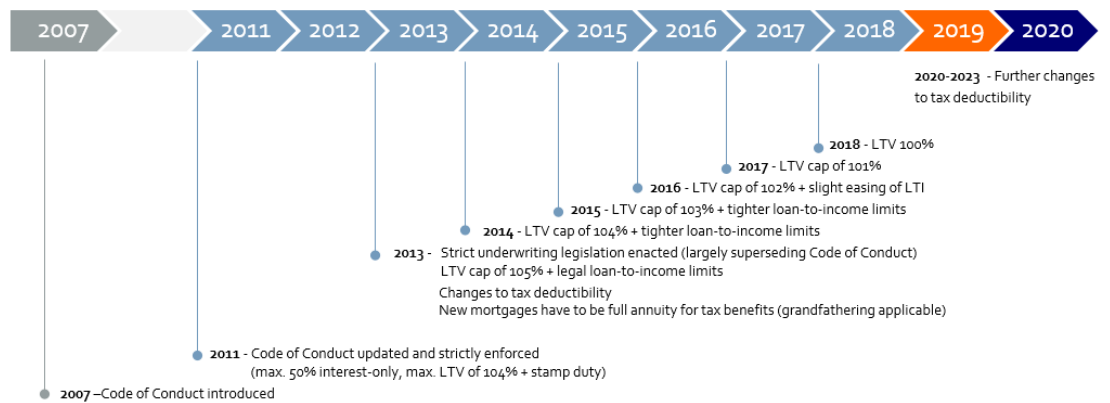 2007 2011 2012 2013 2014 2015 2016 2017 2018 2019 2020
2020-2023 - Further changes
to tax deductibility
2018 - LTV 100%
2017 - LTV cap of 101%
2016 - LTV cap of 102% + slight easing of LTI
2015 - LTV cap of 103% + tighter loan-to-income limits
2014 - LTV cap of 104% + tighter loan-to-income limits
2013 - Strict underwriting legislation enacted (largely superseding Code of Conduct)
LTV cap of 105% + legal loan-to-income limits
Changes to tax deductibility
New mortgages have to be full annuity for tax benefits (grandfathering applicable)
2011 - Code of Conduct updated and strictly enforced
(max. 50% interest-only, max. LTV of 104% + stamp duty)
2007 –Code of Conduct introduced